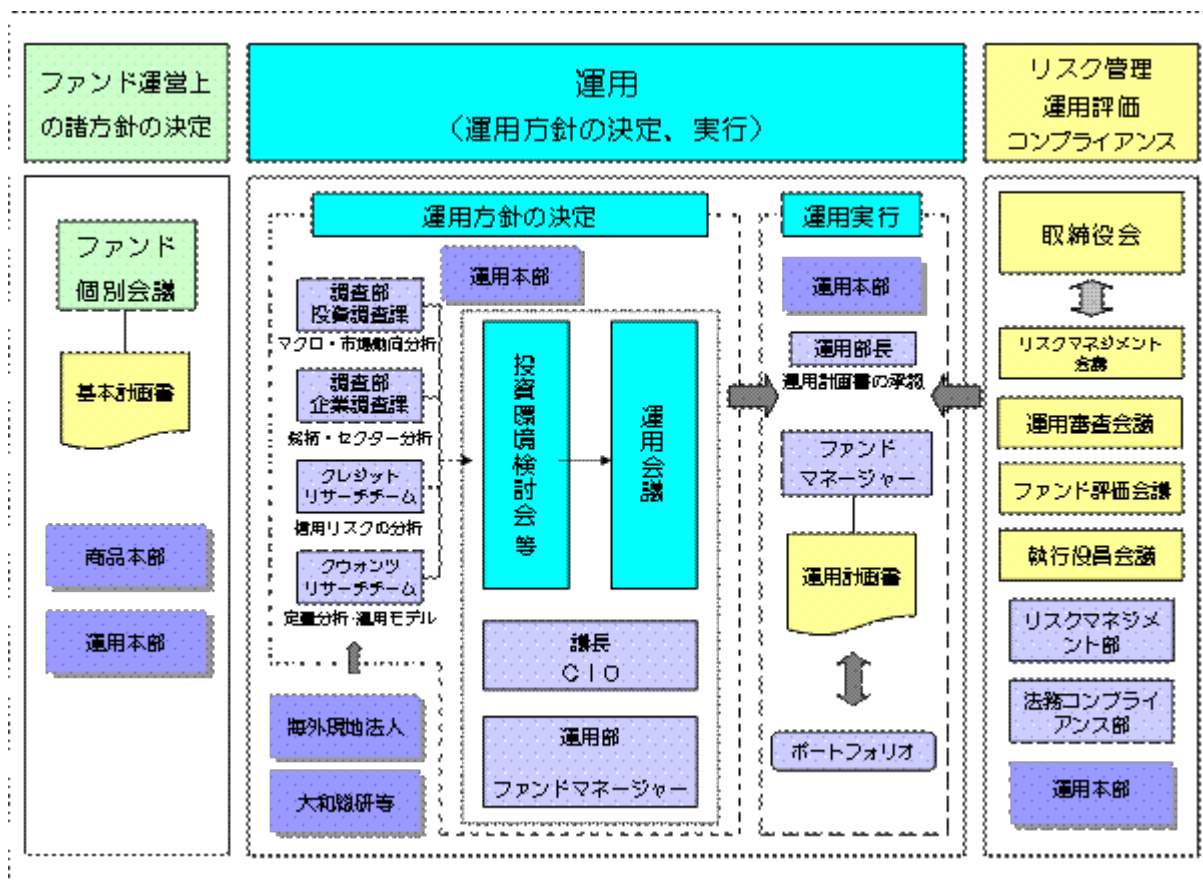 ファンド運営上
の諸方針の決定
運用
（運用方針の決定、実行）
リスク管理
運用評価
コンプライアンス
ファンド
個別会議
基本計画書
商品本部
運用本部
運用方針の決定
運用本部
調査部
投資調査課
マクロ・市場動向分析
調査部
企業調査課
銘柄・セクター分析
クレジット
リサーチチーム
信用リスクの分析
クウォンツ
リサーチチーム
定量分析・運用モデル
海外現地法人
大和総研等
投資環境検討会等
運用会議
議長
ＣＩＯ
運用部
ファンドマネージャー
運用実行
運用本部
運用部長
運用計画書の承認
ファンド
マネージャー
運用計画書
ポートフォリオ
取締役会
リスクマネジメント
会議
運用審査会議
ファンド評価会議
執行役員会議
リスクマネジメ
ント部
法務コンプライ
アンス部
運用本部